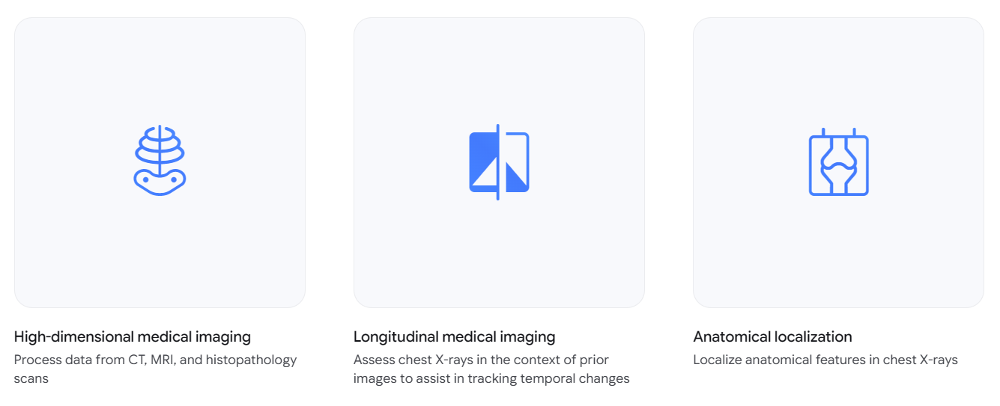 High-dimensional medical imaging
Process data from CT, MRI, and histopathology
scans
Longitudinal medical imaging
Assess chest X-rays in the context of prior
images to assist in tracking temporal changes
Anatomical localization
Localize anatomical features in chest X-rays